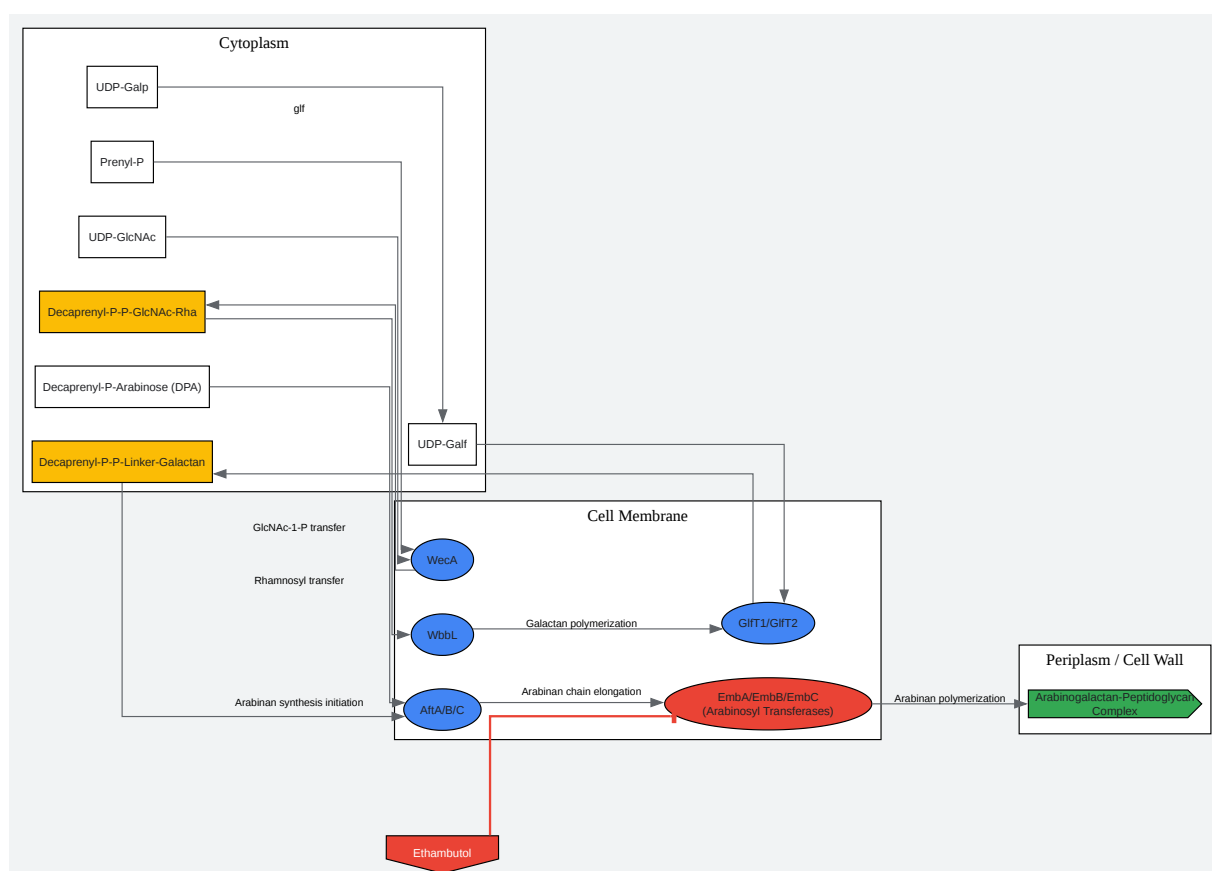 Cytoplasm
UDP-Galp
glf
Prenyl-P
UDP-GlcNAc
Decaprenyl-P-P-GlcNAc-Rha
Decaprenyl-P-Arabinose (DPA)
UDP-Galf
Decaprenyl-P-P-Linker-Galactan
Cell Membrane
GlcNAc-1-P transfer
WecA
Rhamnosyl transfer
WbbL
Galactan polymerization
GlfT1/GlfT2
Arabinan synthesis initiation
AftA/B/C
Arabinan chain elongation
EmbA/EmbB/EmbC
(Arabinosyl Transferases)
Arabinan polymerization
Periplasm / Cell Wall
Arabinogalactan-Peptidoglycan
Complex
Ethambutol